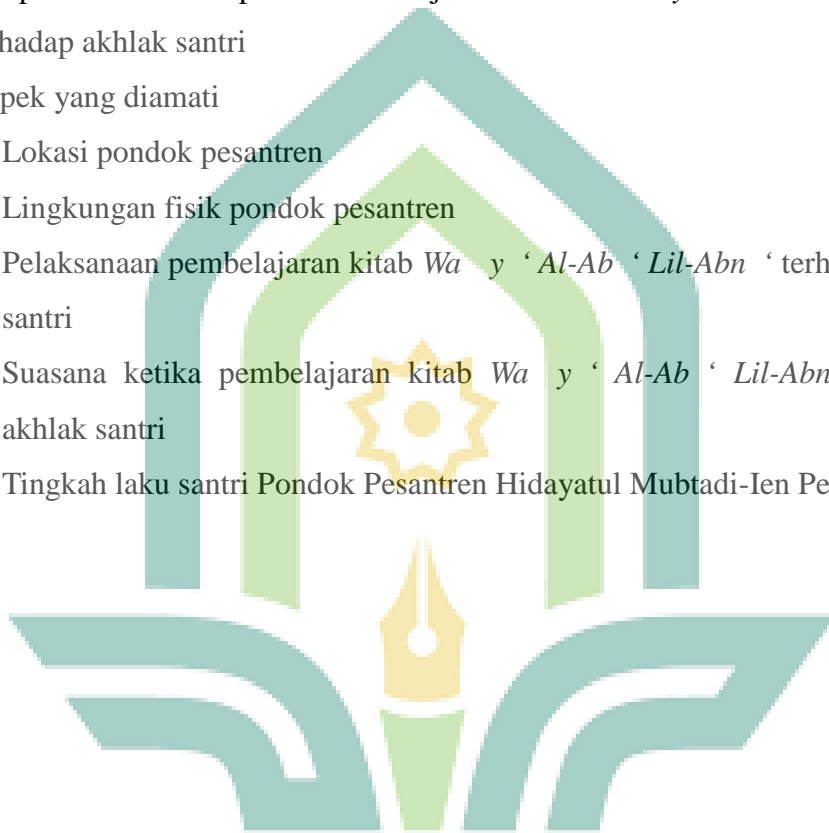 hadap akhlak santri
pek yang diamati
Lokasi pondok pesantren
Lingkungan fisik pondok pesantren
Pelaksanaan pembelajaran kitab Wa y ‘ Al-Ab ‘ Lil-Abn ‘ terh
santri
Suasana ketika pembelajaran kitab Wa y ‘ Al-Ab ‘ Lil-Abn
akhlak santri
Tingkah laku santri Pondok Pesantren Hidayatul Mubtadi-Ien Pe